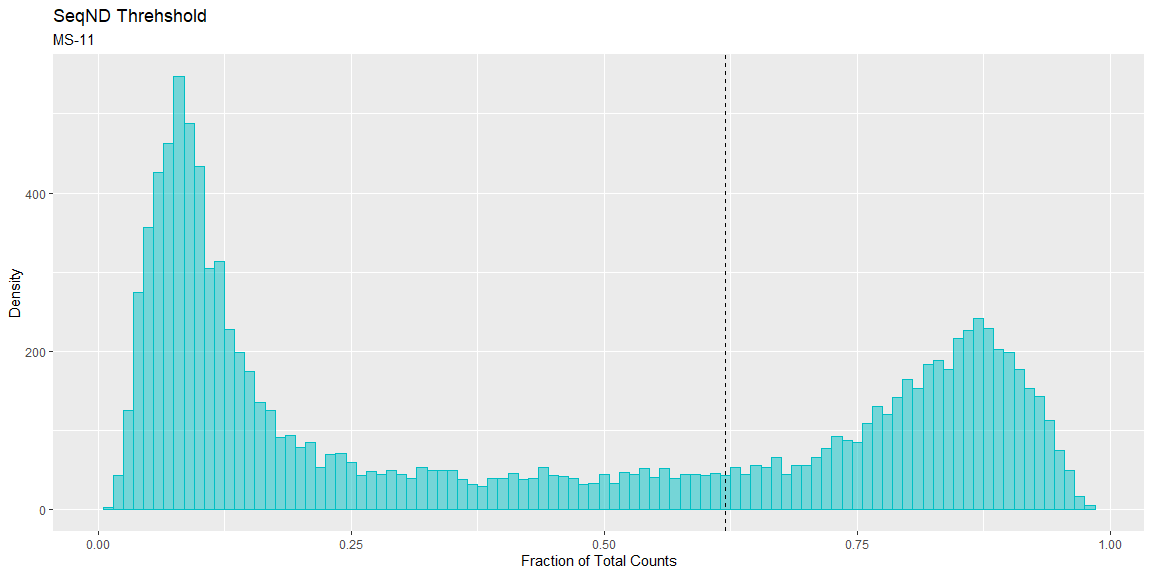 SeqND Threhshold
MS-11
Density
400
200
0
0.00 0.25 0.50 0.75 1.00
Fraction of Total Counts